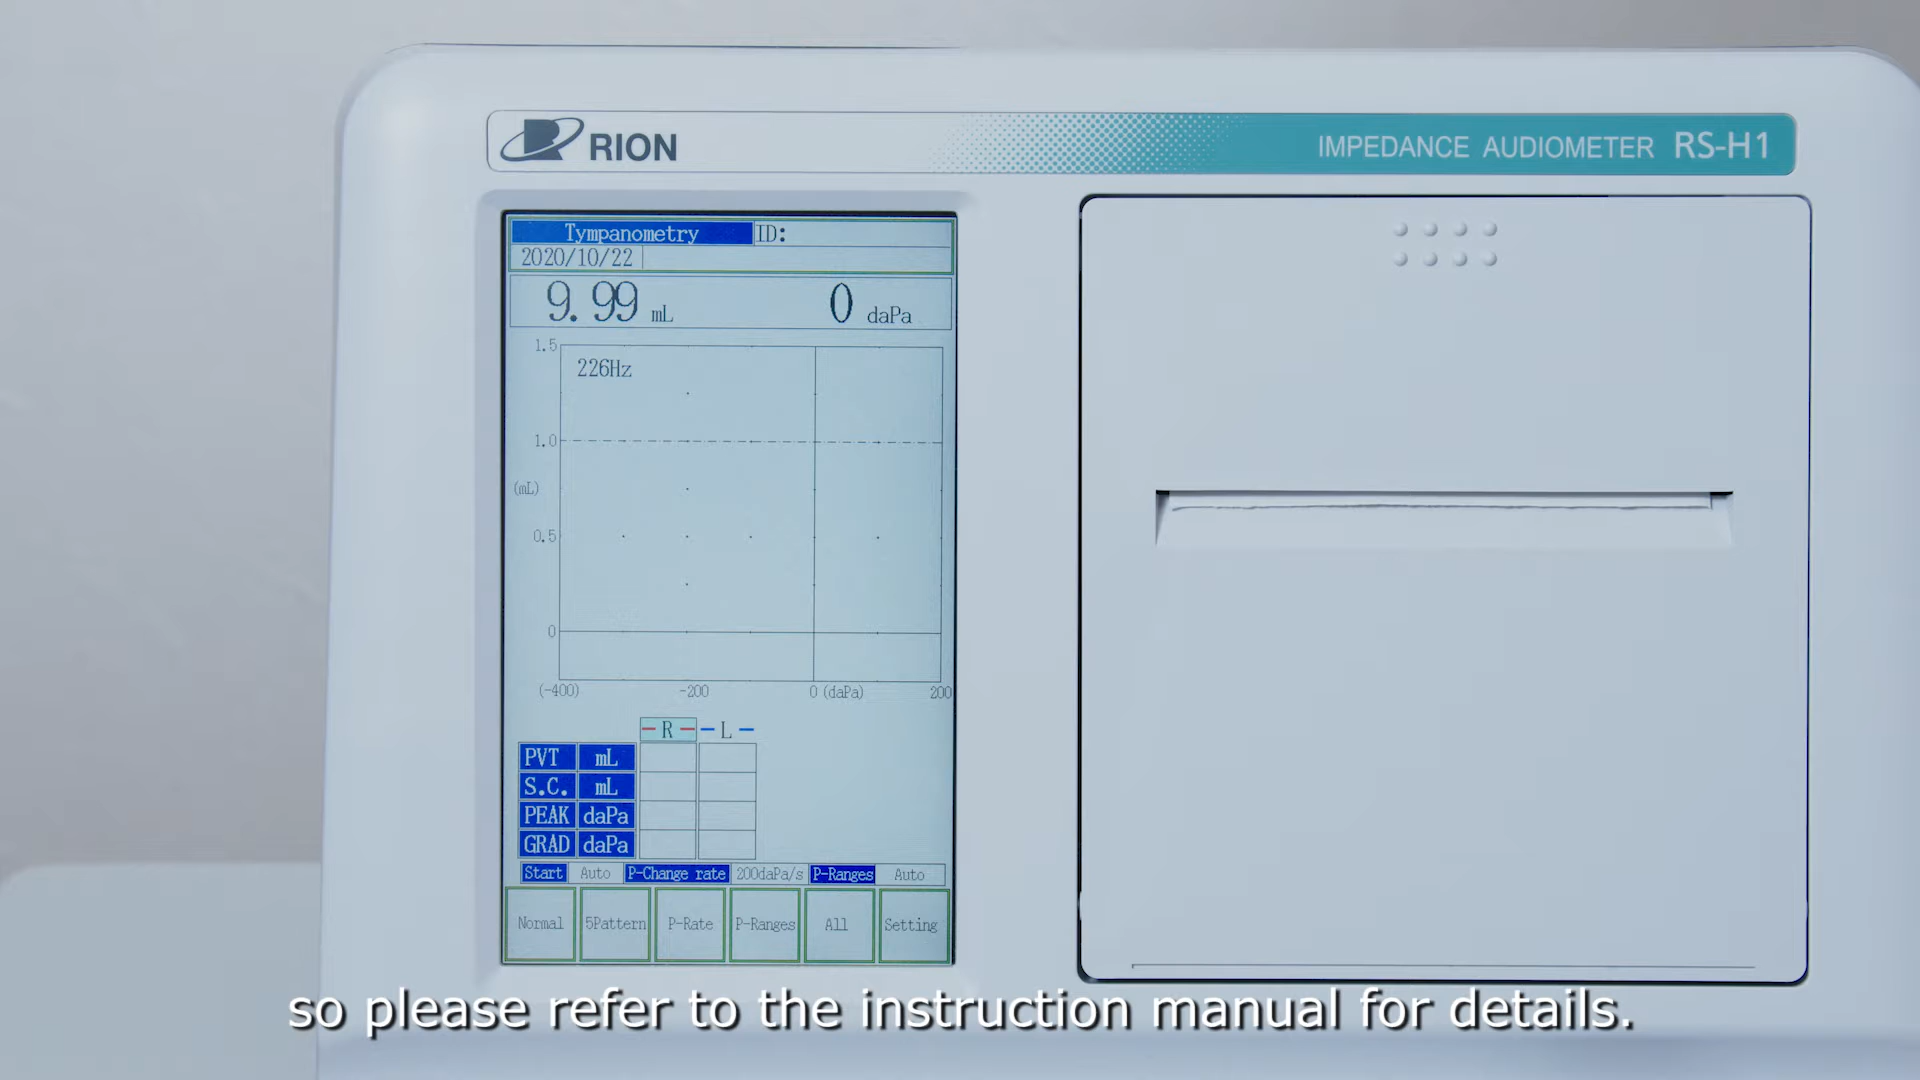 RION
IMPEDANCE AUDIOMETER RS-H1
Tympanometry ID:
2020/10/22
9.99 mL 0 daPa
1.5
226Hz
1.0
(mL)
0.5
0
(-400) -200 0 (daPa) 200
R L
PVT mL
S.C. mL
PEAK daPa
GRAD daPa
Start Auto P-Change rate 200daPa/s P-Ranges Auto
Normal 5Pattern P-Rate P-Ranges All Setting
so please refer to the instruction manual for details.